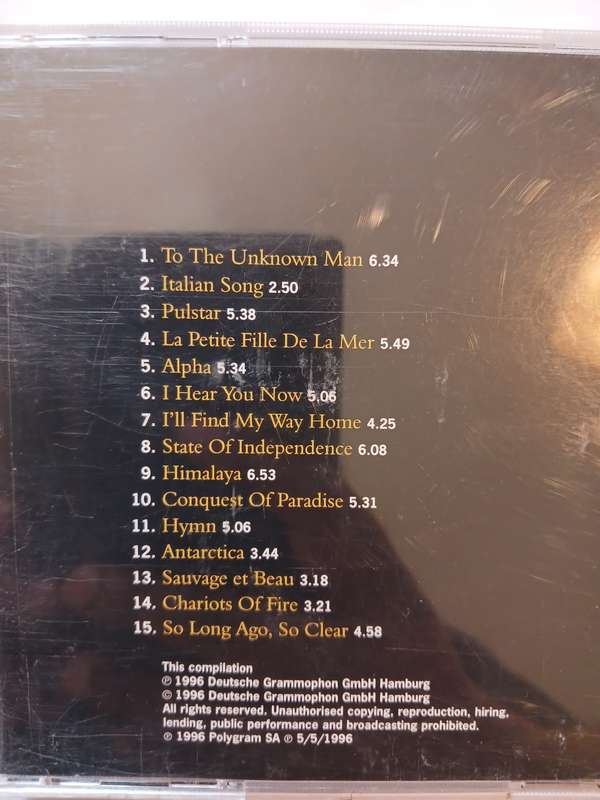 1. To The Unknown Man 6.34
2. Italian Song 2.50
3. Pulstar 5.38
4. La Petite Fille De La Mer 5.49
5. Alpha 5.34
6. I Hear You Now 5.06
7. I'll Find My Way Home 4.25
8. State Of Independence 6.08
9. Himalaya 6.53
10. Conquest Of Paradise 5.31
11. Hymn 5.06
12. Antarctica 3.44
13. Sauvage et Beau 3.18
14. Chariots Of Fire 3.21
15. So Long Ago, So Clear 4.58
This compilation
℗ 1996 Deutsche Grammophon GmbH Hamburg
© 1996 Deutsche Grammophon GmbH Hamburg
All rights reserved. Unauthorised copying, reproduction, hiring,
lending, public performance and broadcasting prohibited.
℗ 1996 Polygram SA ℗ 5/5/1996